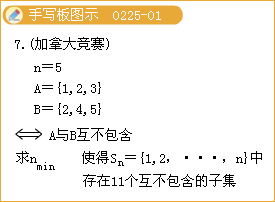 手写板图示 0225-01
7.(加拿大竞赛)
n=5
A={1,2,3}
B={2,4,5}
⟺ A与B互不包含
求n_min 使得S_n={1,2,···,n}中
存在11个互不包含的子集